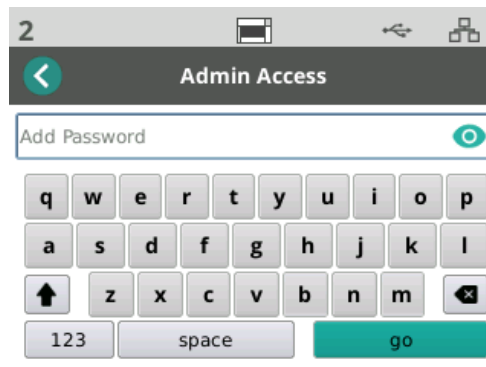 2
Admin Access
Add Password
q w e r t y u i o p
a s d f g h j k l
z x c v b n m
123 space go